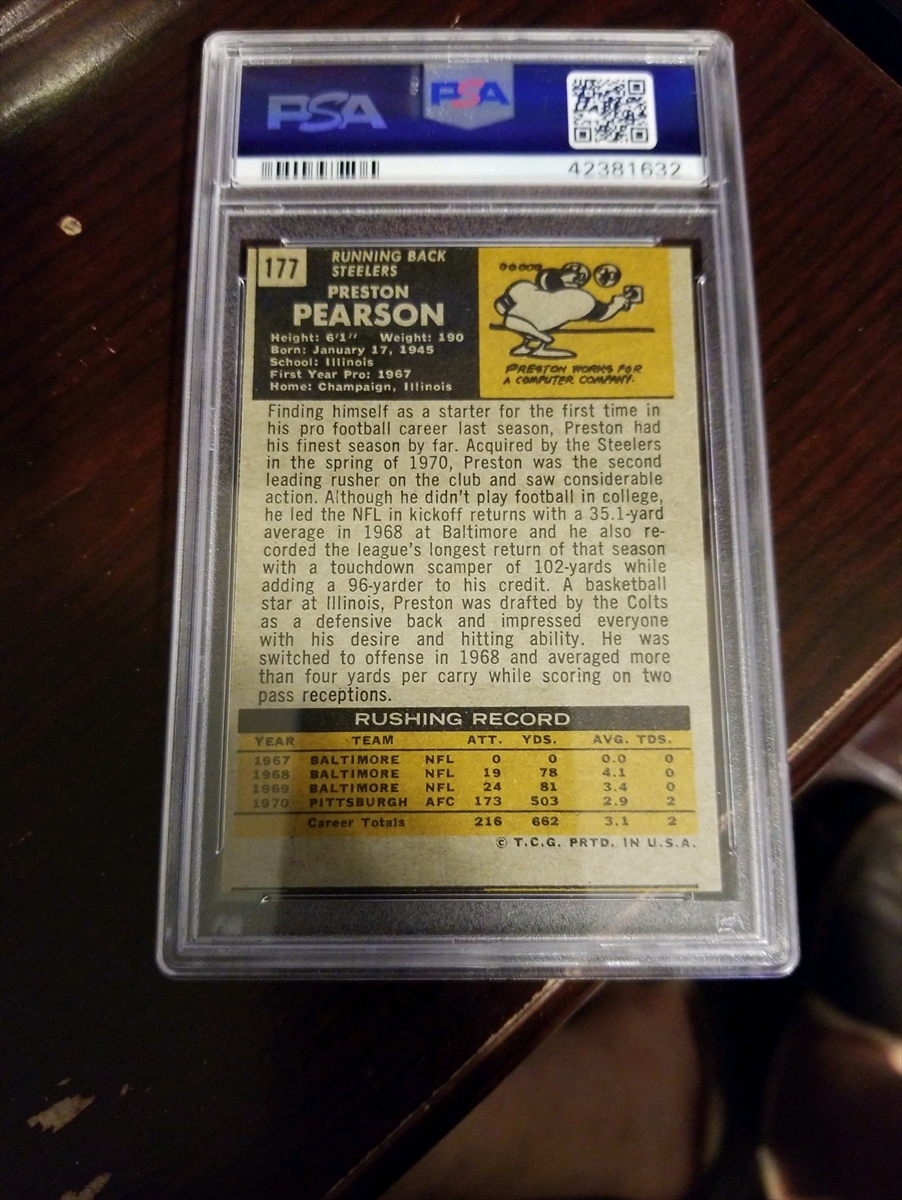 PSA
PSA
42381632
177
RUNNING BACK
STEELERS
PRESTON
PEARSON
Height: 6'1" Weight: 190
Born: January 17, 1945
School: Illinois
First Year Pro: 1967
Home: Champaign, Illinois
PRESTON WORKS FOR
A COMPUTER COMPANY.
Finding himself as a starter for the first time in
his pro football career last season, Preston had
his finest season by far. Acquired by the Steelers
in the spring of 1970, Preston was the second
leading rusher on the club and saw considerable
action. Although he didn't play football in college,
he led the NFL in kickoff returns with a 35.1-yard
average in 1968 at Baltimore and he also re-
corded the league's longest return of that season
with a touchdown scamper of 102-yards while
adding a 96-yarder to his credit. A basketball
star at Illinois, Preston was drafted by the Colts
as a defensive back and impressed everyone
with his desire and hitting ability. He was
switched to offense in 1968 and averaged more
than four yards per carry while scoring on two
pass receptions.
RUSHING RECORD
YEAR TEAM ATT. YDS. AVG. TDS.
1967 BALTIMORE NFL 0 0 0.0 0
1968 BALTIMORE NFL 19 78 4.1 0
1969 BALTIMORE NFL 24 81 3.4 0
1970 PITTSBURGH AFC 173 503 2.9 2
Career Totals 216 662 3.1 2
© T.C.G. PRTD. IN U.S.A.